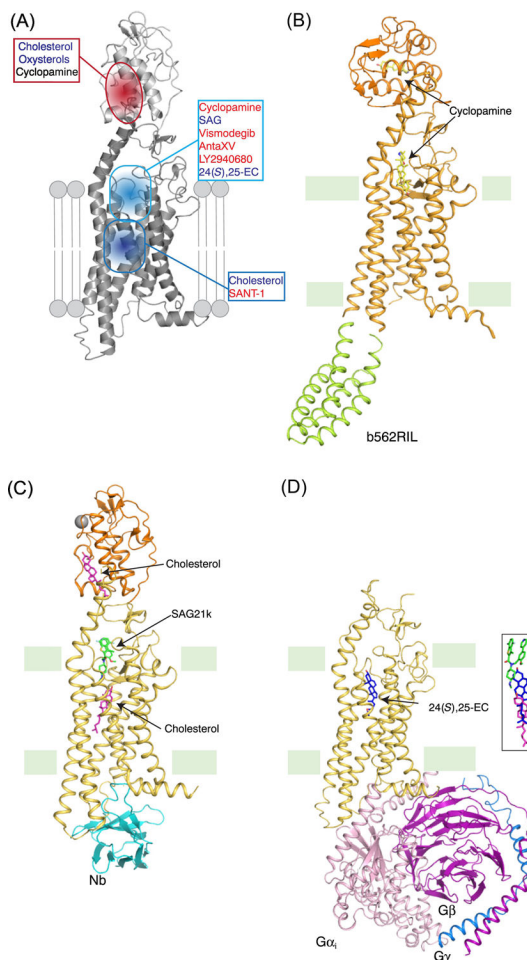 (A)
Cholesterol
Oxysterols
Cyclopamine
Cyclopamine
SAG
Vismodegib
AntaXV
LY2940680
24(S),25-EC
Cholesterol
SANT-1
(B)
Cyclopamine
b562RIL
(C)
Cholesterol
SAG21k
Cholesterol
Nb
(D)
24(S),25-EC
Gβ
Gαi
Gγ